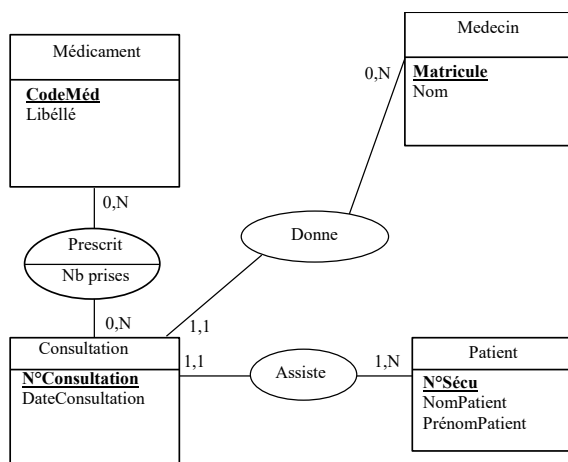 Médicament
CodeMéd
Libéllé
Medecin
Matricule
Nom
0,N
0,N
Prescrit
Nb prises
Donne
0,N
1,1
Consultation
N°Consultation
DateConsultation
1,1
Assiste
1,N
Patient
N°Sécu
NomPatient
PrénomPatient